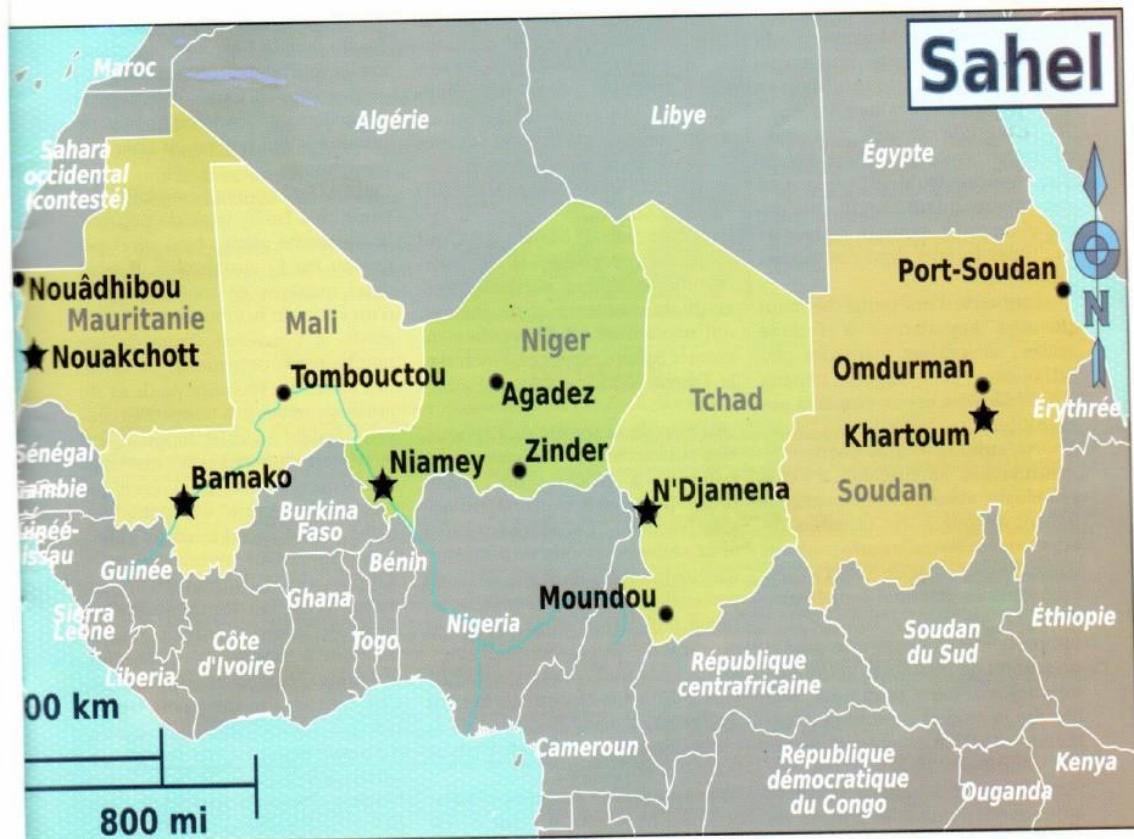 Sahel
Maroc
Algérie
Libye
Égypte
Sahara
occidental
(contesté)
Nouâdhibou
Mauritanie
Nouakchott
Mali
Tombouctou
Niger
Agadez
Zinder
Niamey
Tchad
N'Djamena
Moundou
Port-Soudan
Omdurman
Khartoum
Soudan
Érythrée
N
Sénégal
Bamako
Burkina
Faso
Bénin
Guinée
Ghana
Togo
Nigeria
Sierra
Leone
Liberia
Côte
d'Ivoire
Cameroun
République
centrafricaine
Soudan
du Sud
Éthiopie
République
démocratique
du Congo
Ouganda
Kenya
00 km
800 mi